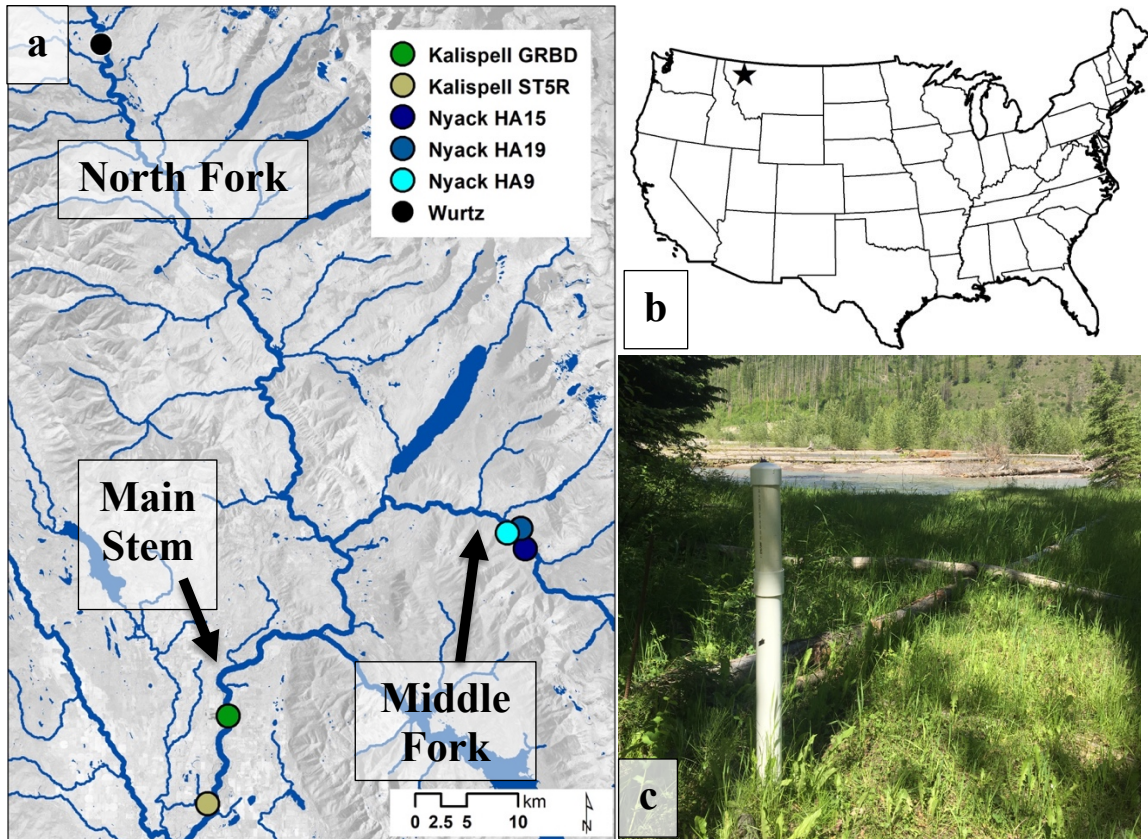 a
Kalispell GRBD
Kalispell ST5R
Nyack HA15
Nyack HA19
Nyack HA9
Wurtz
North Fork
Main
Stem
Middle
Fork
km
0 2.5 5 10
N
b
c